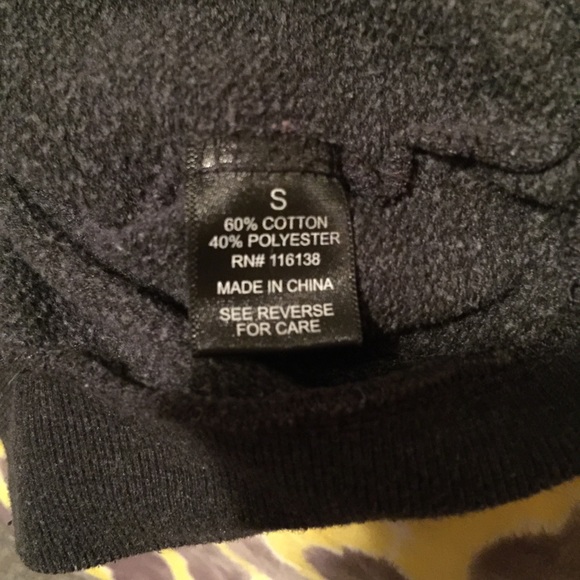 S
60% COTTON
40% POLYESTER
RN# 116138
MADE IN CHINA
SEE REVERSE
FOR CARE